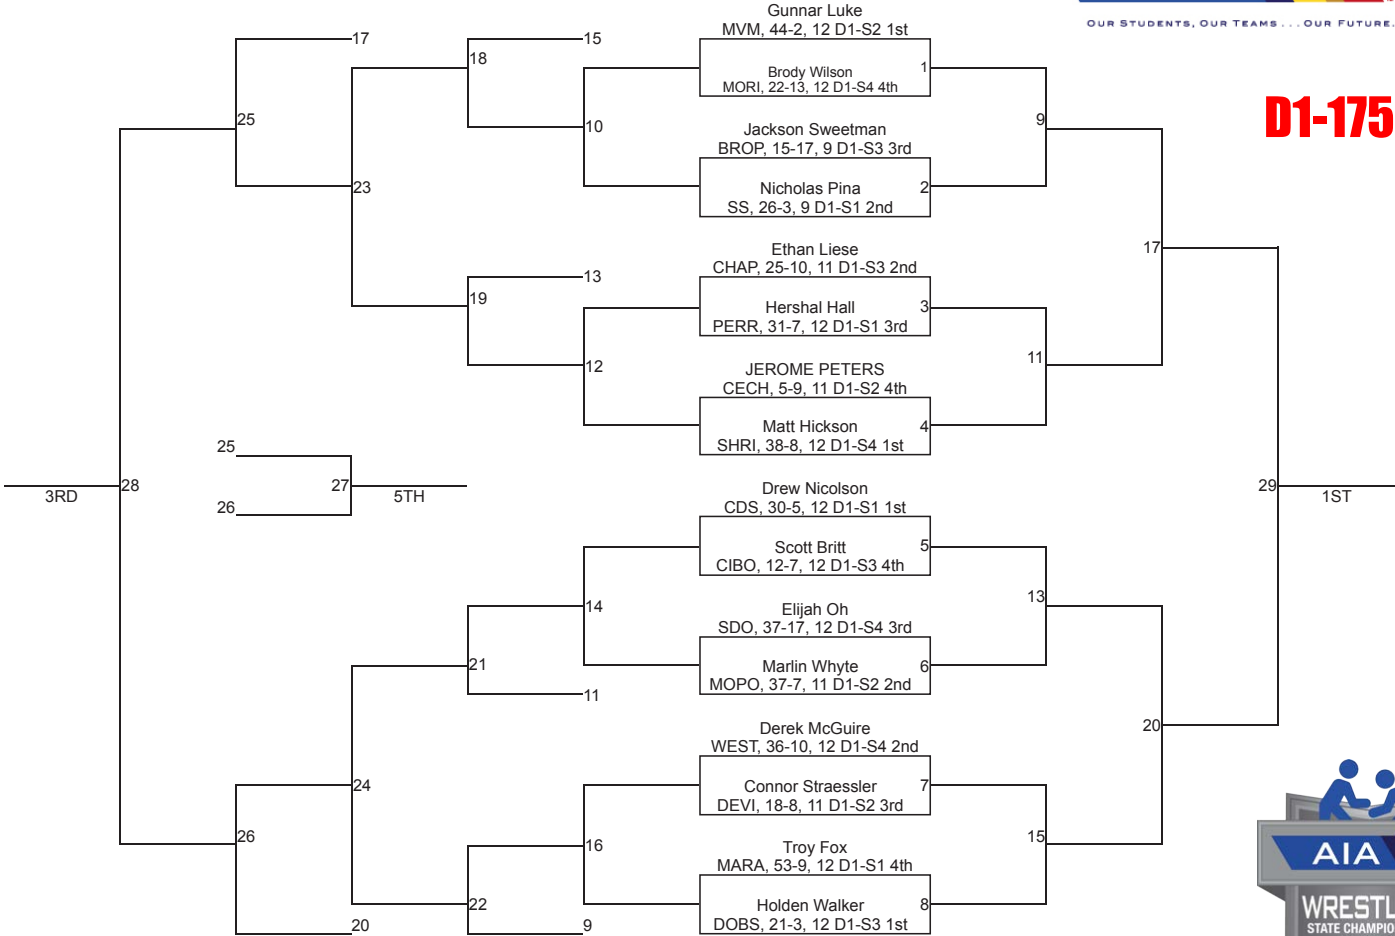 OUR STUDENTS, OUR TEAMS . . . OUR FUTURE.
D1-175
Gunnar Luke
MVM, 44-2, 12 D1-S2 1st
Brody Wilson
MORI, 22-13, 12 D1-S4 4th
1
Jackson Sweetman
BROP, 15-17, 9 D1-S3 3rd
Nicholas Pina
SS, 26-3, 9 D1-S1 2nd
2
Ethan Liese
CHAP, 25-10, 11 D1-S3 2nd
Hershal Hall
PERR, 31-7, 12 D1-S1 3rd
3
JEROME PETERS
CECH, 5-9, 11 D1-S2 4th
Matt Hickson
SHRI, 38-8, 12 D1-S4 1st
4
Drew Nicolson
CDS, 30-5, 12 D1-S1 1st
Scott Britt
CIBO, 12-7, 12 D1-S3 4th
5
Elijah Oh
SDO, 37-17, 12 D1-S4 3rd
Marlin Whyte
MOPO, 37-7, 11 D1-S2 2nd
6
Derek McGuire
WEST, 36-10, 12 D1-S4 2nd
Connor Straessler
DEVI, 18-8, 11 D1-S2 3rd
7
Troy Fox
MARA, 53-9, 12 D1-S1 4th
Holden Walker
DOBS, 21-3, 12 D1-S3 1st
8
9
11
13
15
17
20
29
1ST
15
10
13
12
14
11
16
9
18
19
21
22
17
23
24
20
25
26
25
26
27
5TH
28
3RD
AIA
WRESTL
STATE CHAMPIO